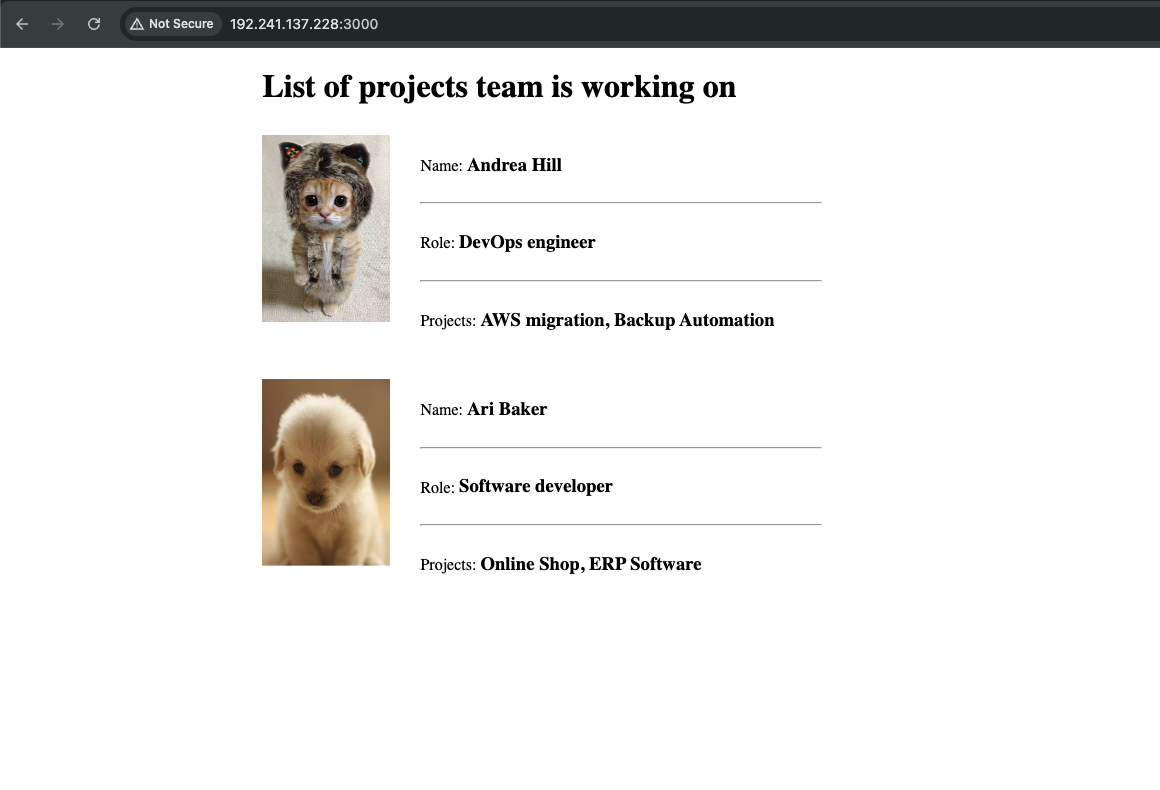 Not Secure 192.241.137.228:3000
List of projects team is working on
Name: Andrea Hill
Role: DevOps engineer
Projects: AWS migration, Backup Automation
Name: Ari Baker
Role: Software developer
Projects: Online Shop, ERP Software